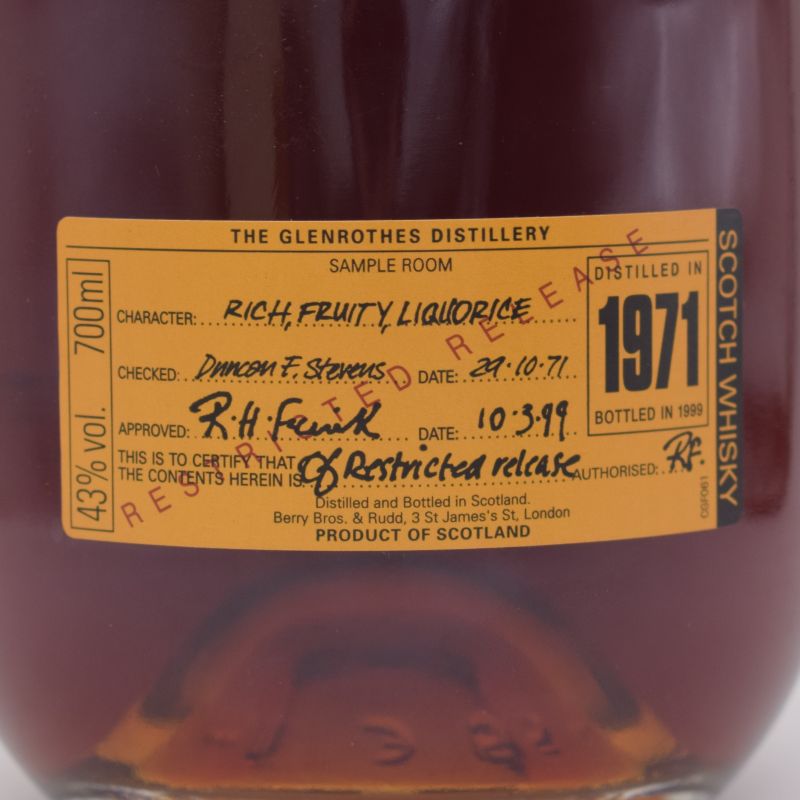 THE GLENROTHES DISTILLERY
SAMPLE ROOM
43% vol. 700ml
CHARACTER: RICH, FRUITY, LIQUORICE
CHECKED: Duncan F. Stevens DATE: 29·10·71
APPROVED: R.H. DATE: 10·3·99
THIS IS TO CERTIFY THAT
THE CONTENTS HEREIN IS: Of Restricted release AUTHORISED: RF.
RESTRICTED RELEASE
DISTILLED IN
1971
BOTTLED IN 1999
SCOTCH WHISKY
Distilled and Bottled in Scotland.
Berry Bros. & Rudd, 3 St James's St, London
PRODUCT OF SCOTLAND